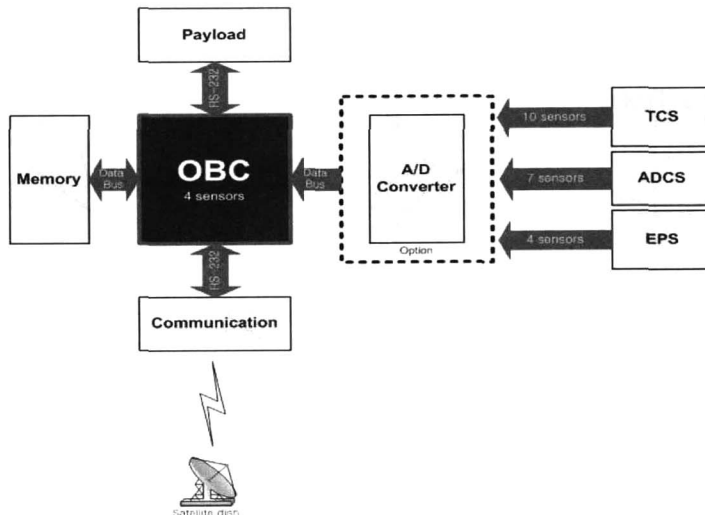 Payload
RS-232
Memory
Data
Bus
OBC
4 sensors
Data
Bus
A/D
Converter
Option
10 sensors
TCS
7 sensors
ADCS
4 sensors
EPS
RS-232
Communication
Satellite dish